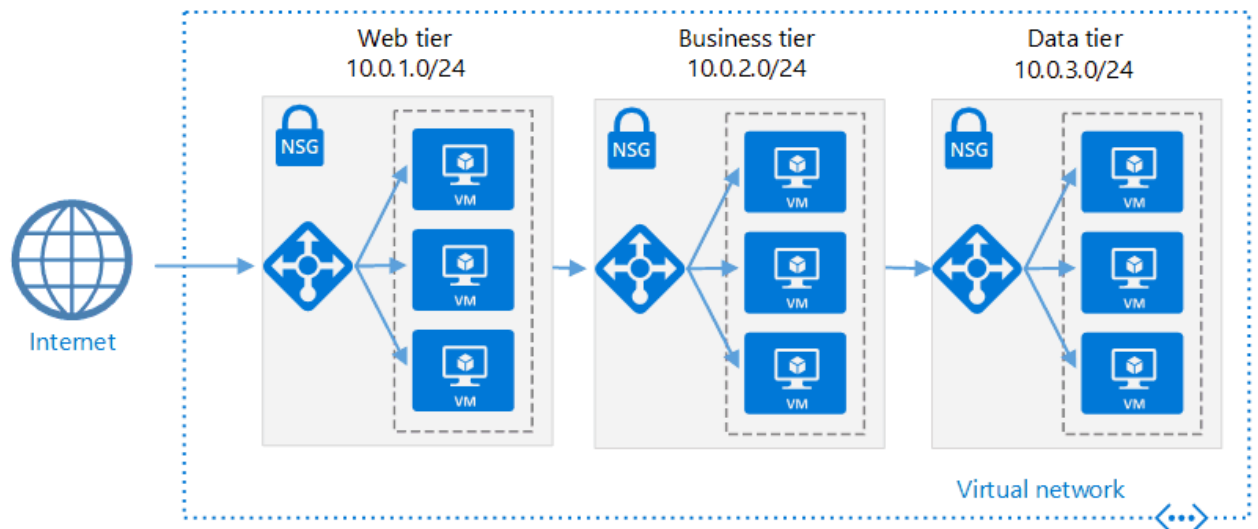 Web tier
10.0.1.0/24
Business tier
10.0.2.0/24
Data tier
10.0.3.0/24
NSG
VM
VM
VM
NSG
VM
VM
VM
NSG
VM
VM
VM
Internet
Virtual network